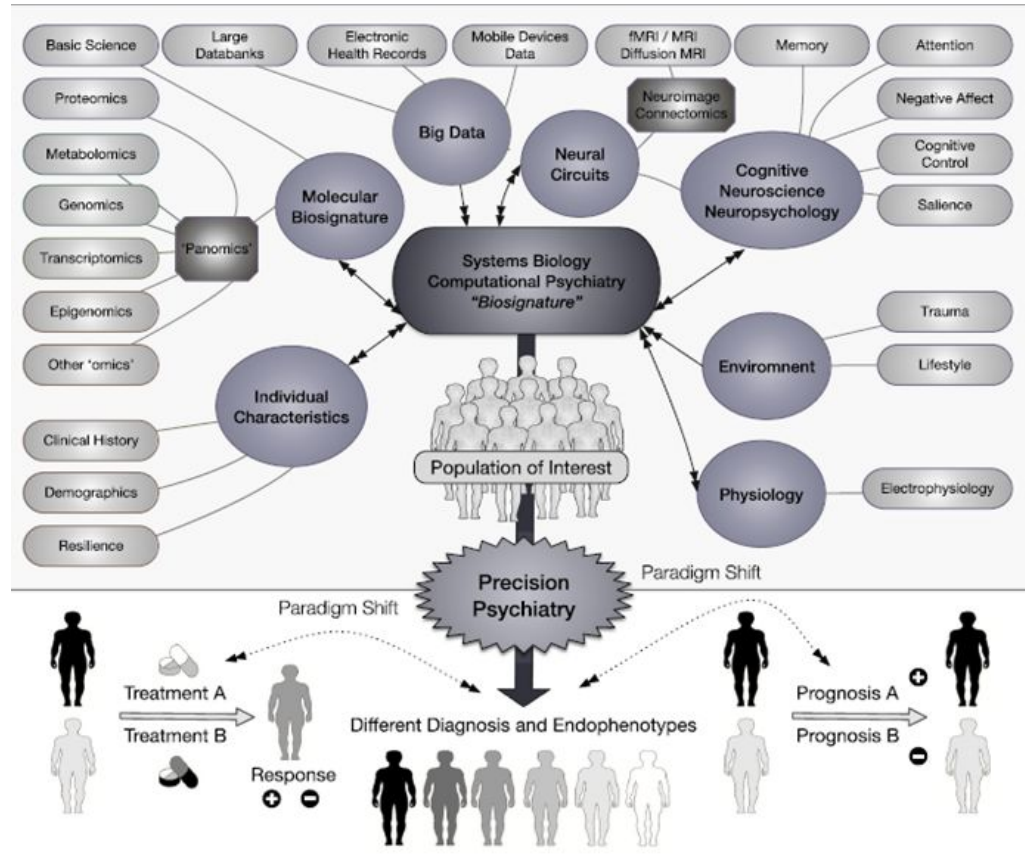 Basic Science
Large
Databanks
Electronic
Health Records
Mobile Devices
Data
fMRI / MRI
Diffusion MRI
Memory
Attention
Proteomics
Metabolomics
Genomics
Transcriptomics
Epigenomics
Other 'omics'
'Panomics'
Molecular
Biosignature
Big Data
Neural
Circuits
Neuroimage
Connectomics
Cognitive
Neuroscience
Neuropsychology
Negative Affect
Cognitive
Control
Salience
Systems Biology
Computational Psychiatry
"Biosignature"
Trauma
Lifestyle
Enviromnent
Individual
Characteristics
Clinical History
Demographics
Resilience
Population of Interest
Physiology
Electrophysiology
Precision
Psychiatry
Paradigm Shift
Paradigm Shift
Treatment A
Treatment B
Response
+ −
Different Diagnosis and Endophenotypes
Prognosis A
+
Prognosis B
−